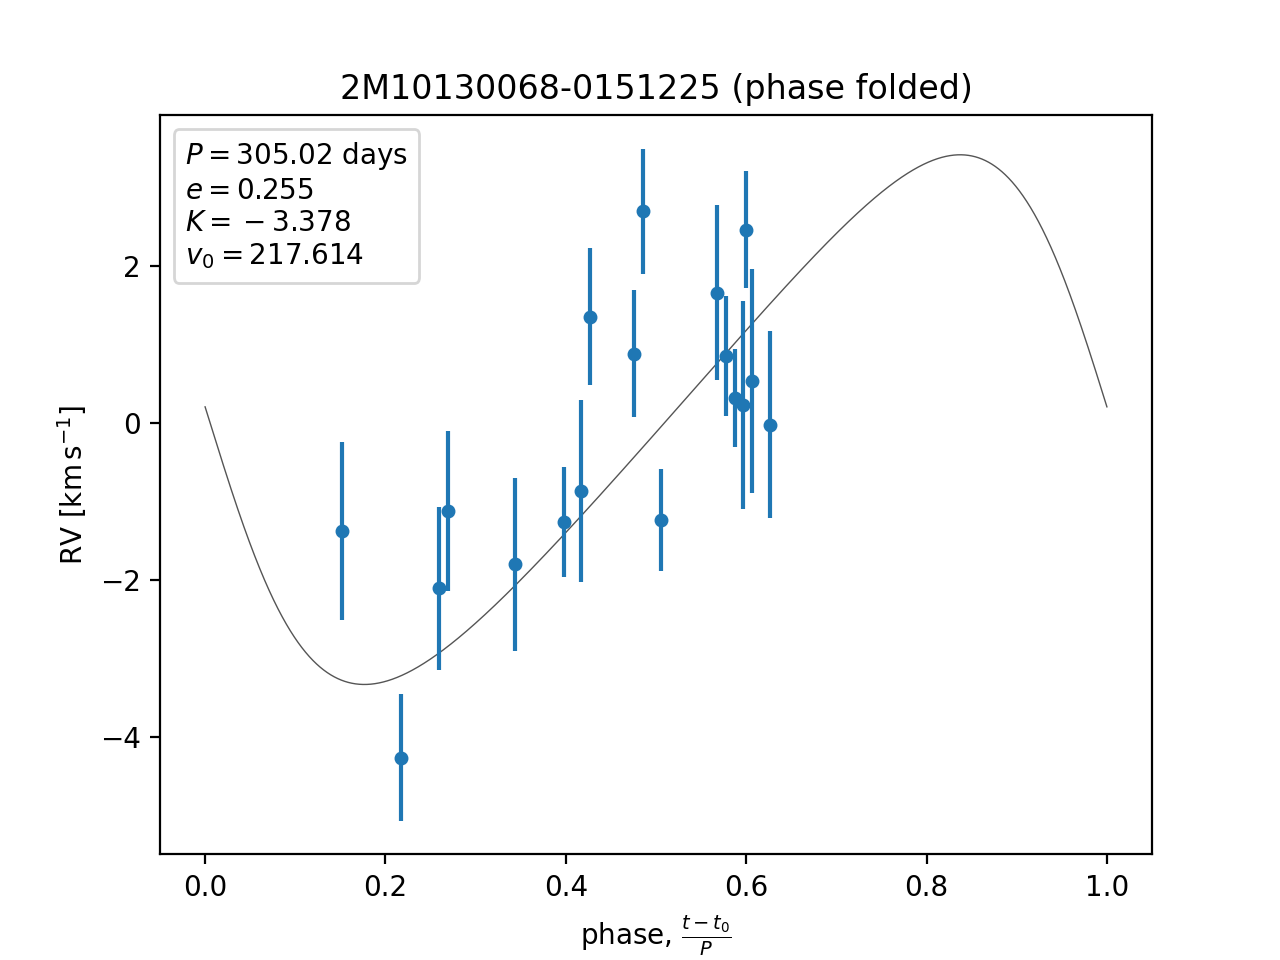 2M10130068-0151225 (phase folded)
P = 305.02 days
e = 0.255
K = − 3.378
v₀ = 217.614
2
0
−2
−4
RV [km s⁻¹]
0.0 0.2 0.4 0.6 0.8 1.0
phase, (t − t₀)/P